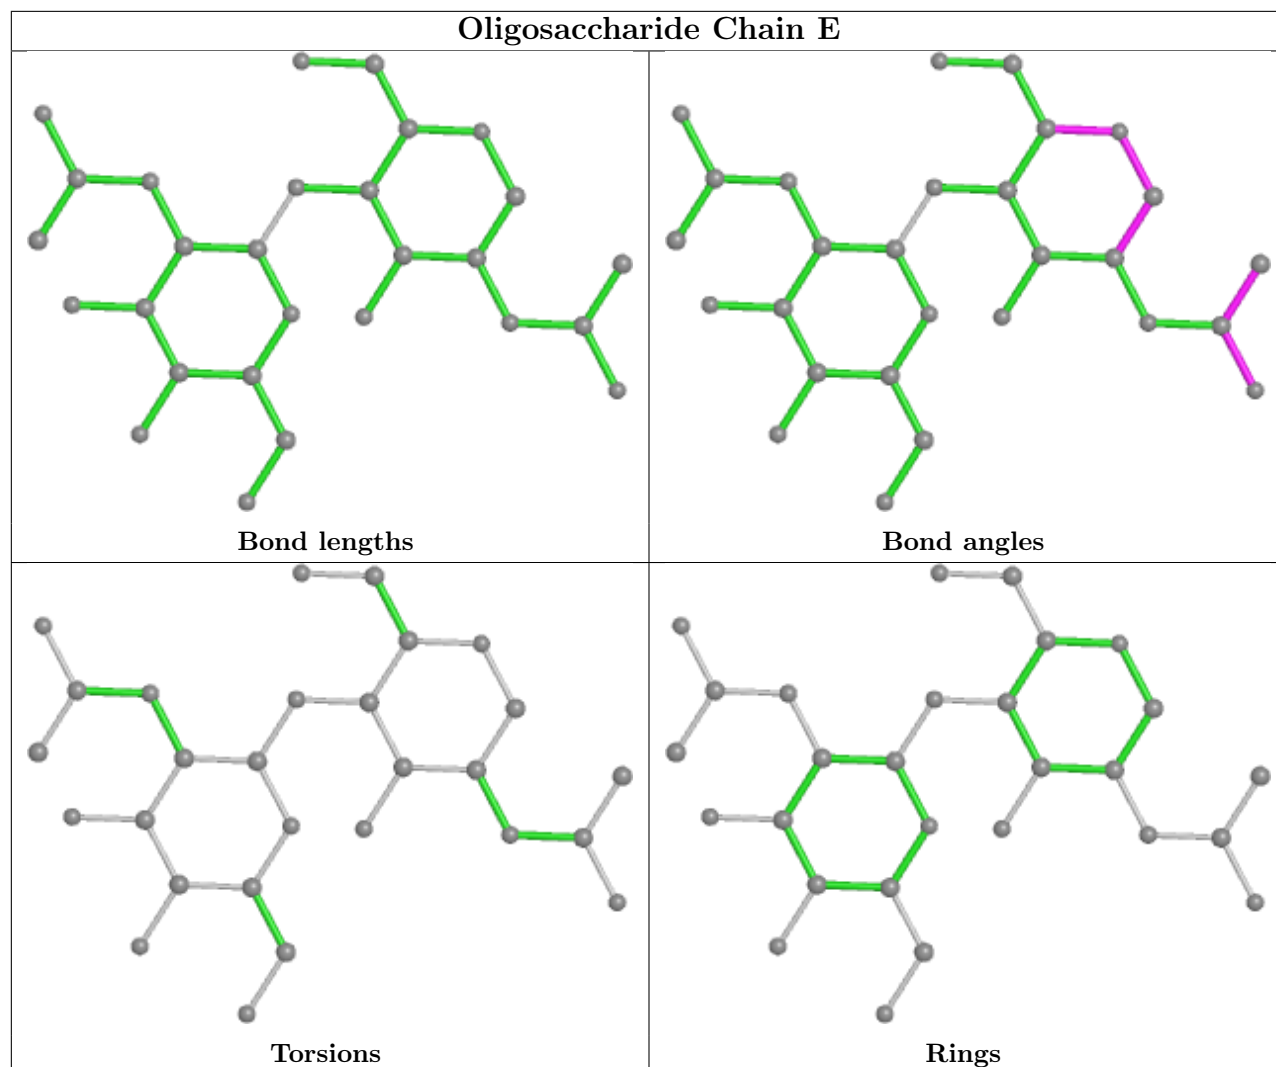 Oligosaccharide Chain E
Bond lengths
Bond angles
Torsions
Rings